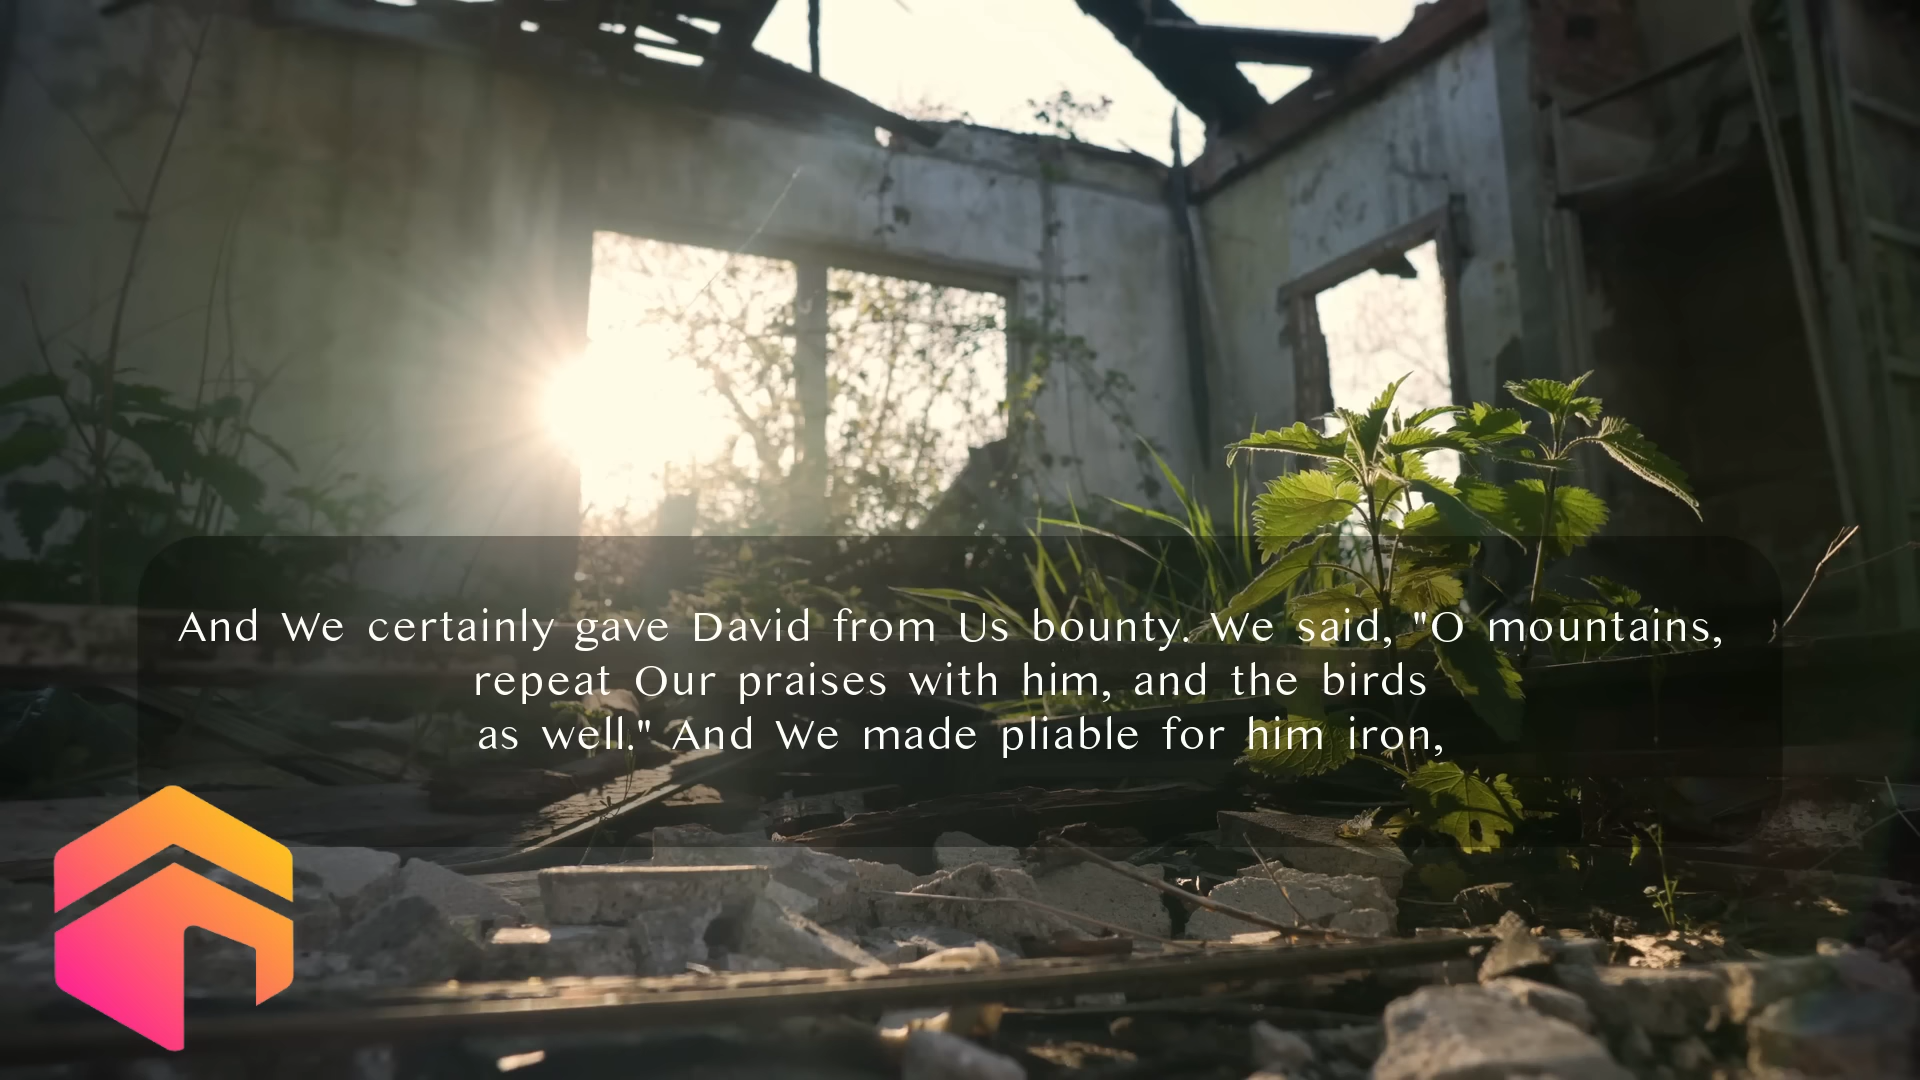 And We certainly gave David from Us bounty. We said, "O mountains,
repeat Our praises with him, and the birds
as well." And We made pliable for him iron,